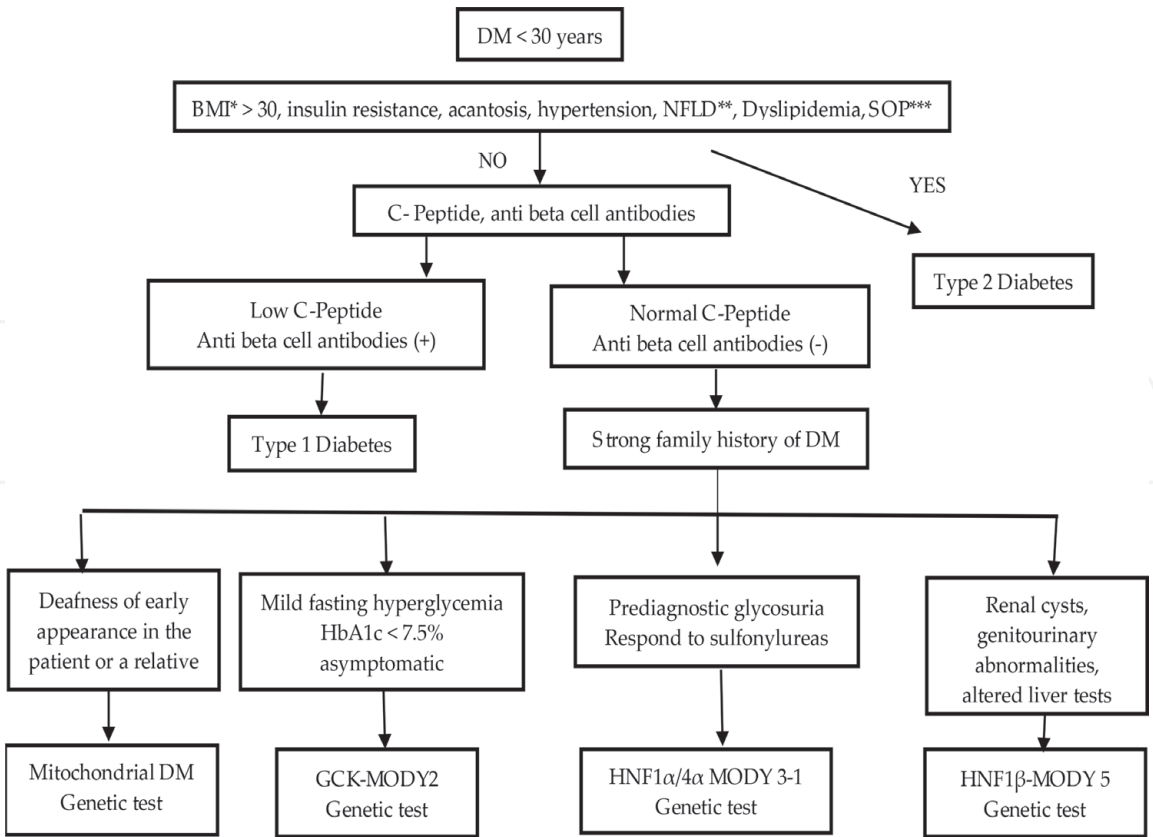 DM < 30 years
BMI* > 30, insulin resistance, acantosis, hypertension, NFLD**, Dyslipidemia, SOP***
NO
YES
C- Peptide, anti beta cell antibodies
Type 2 Diabetes
Low C-Peptide
Anti beta cell antibodies (+)
Normal C-Peptide
Anti beta cell antibodies (-)
Type 1 Diabetes
Strong family history of DM
Deafness of early
appearance in the
patient or a relative
Mild fasting hyperglycemia
HbA1c < 7.5%
asymptomatic
Prediagnostic glycosuria
Respond to sulfonylureas
Renal cysts,
genitourinary
abnormalities,
altered liver tests
Mitochondrial DM
Genetic test
GCK-MODY2
Genetic test
HNF1α/4α MODY 3-1
Genetic test
HNF1β-MODY 5
Genetic test